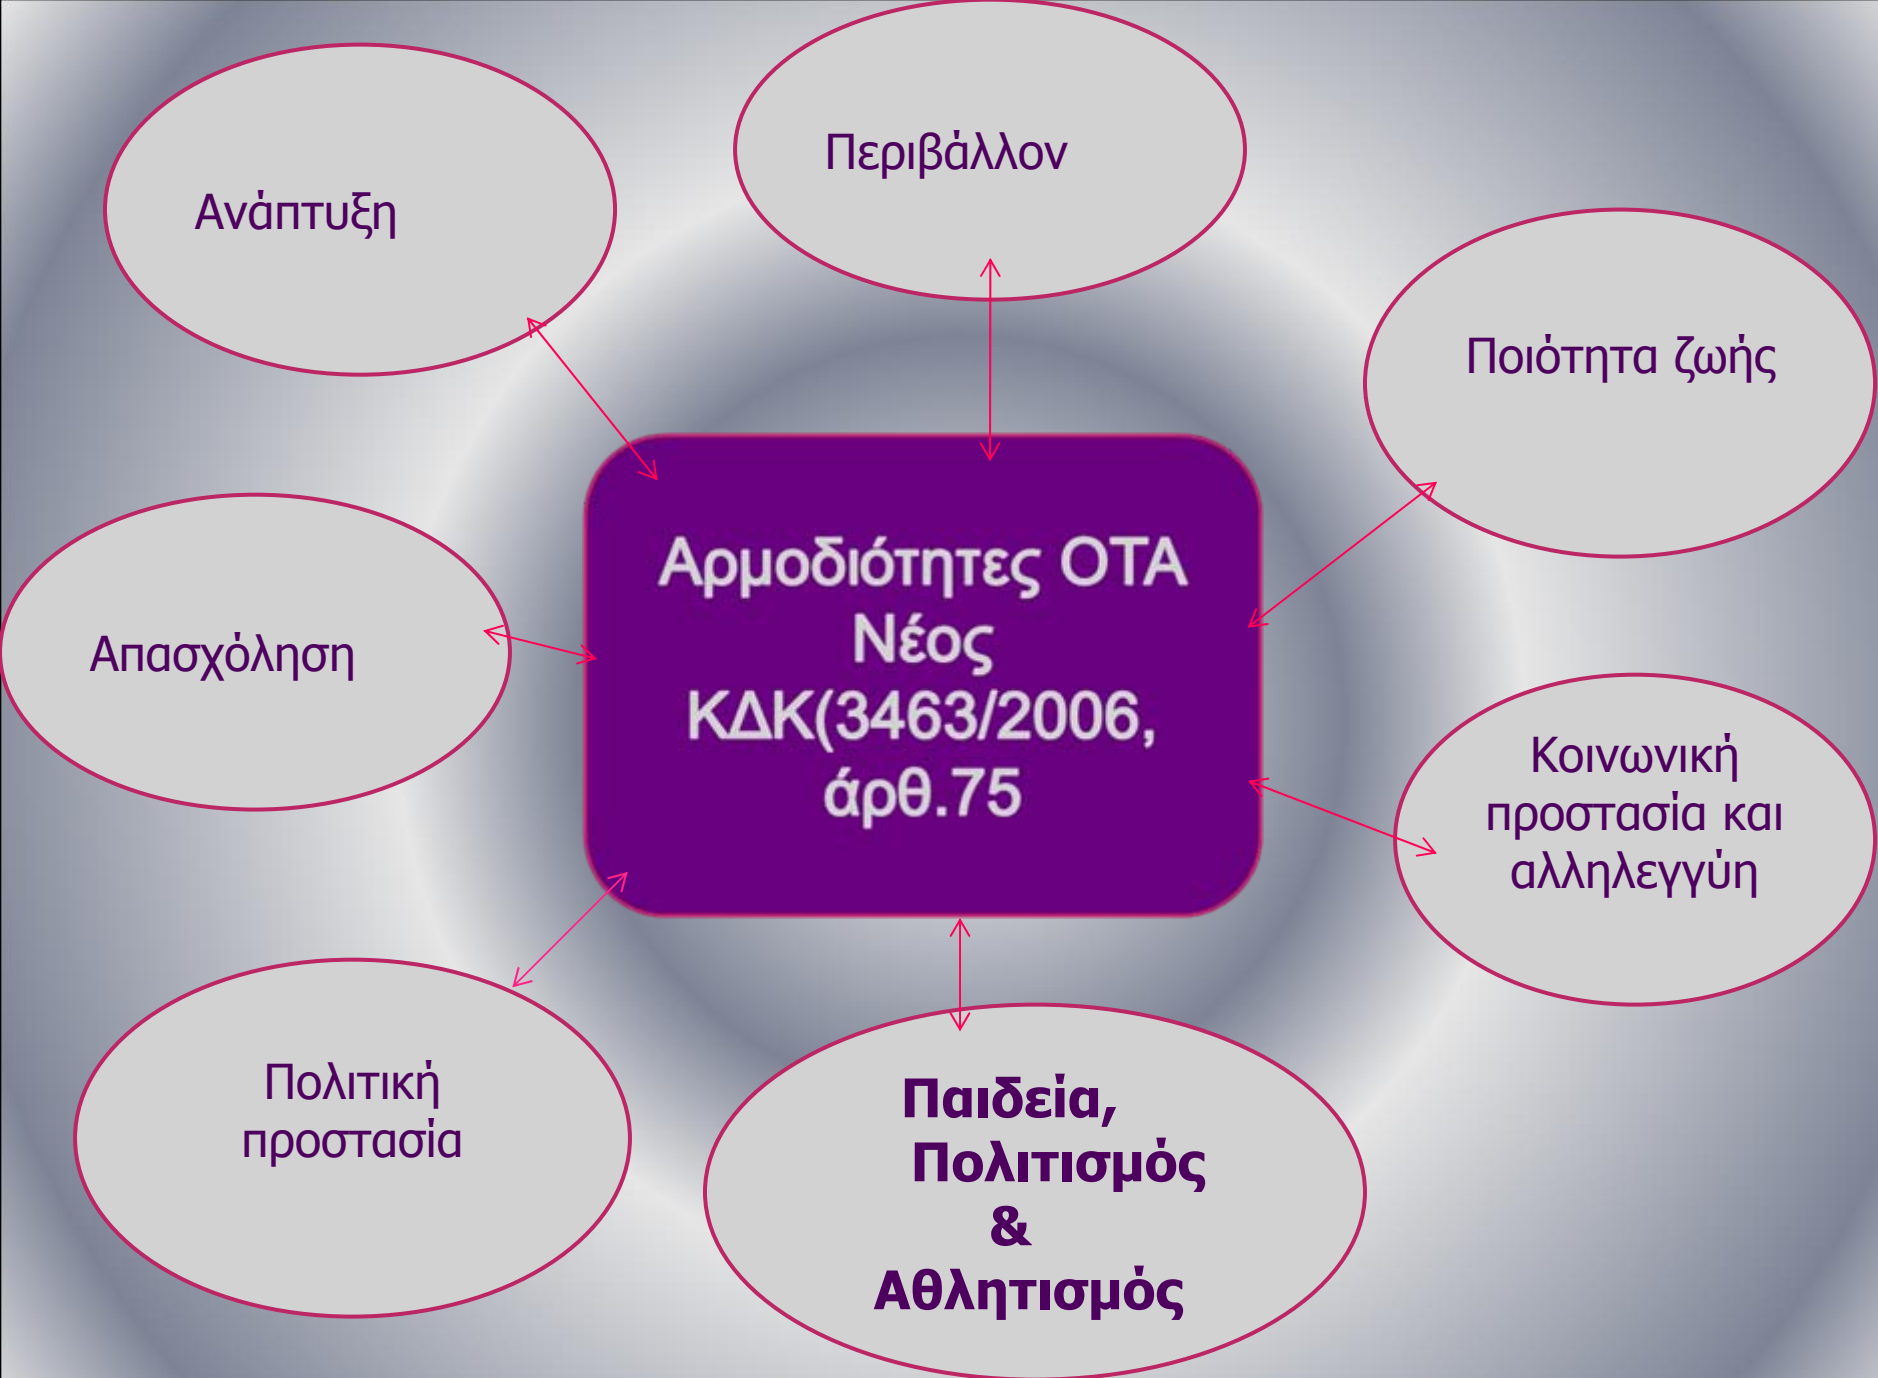 Περιβάλλον
Ανάπτυξη
Ποιότητα ζωής
Αρμοδιότητες ΟΤΑ
Νέος
ΚΔΚ(3463/2006,
άρθ.75
Απασχόληση
Κοινωνική
προστασία και
αλληλεγγύη
Πολιτική
προστασία
Παιδεία,
Πολιτισμός
&
Αθλητισμός